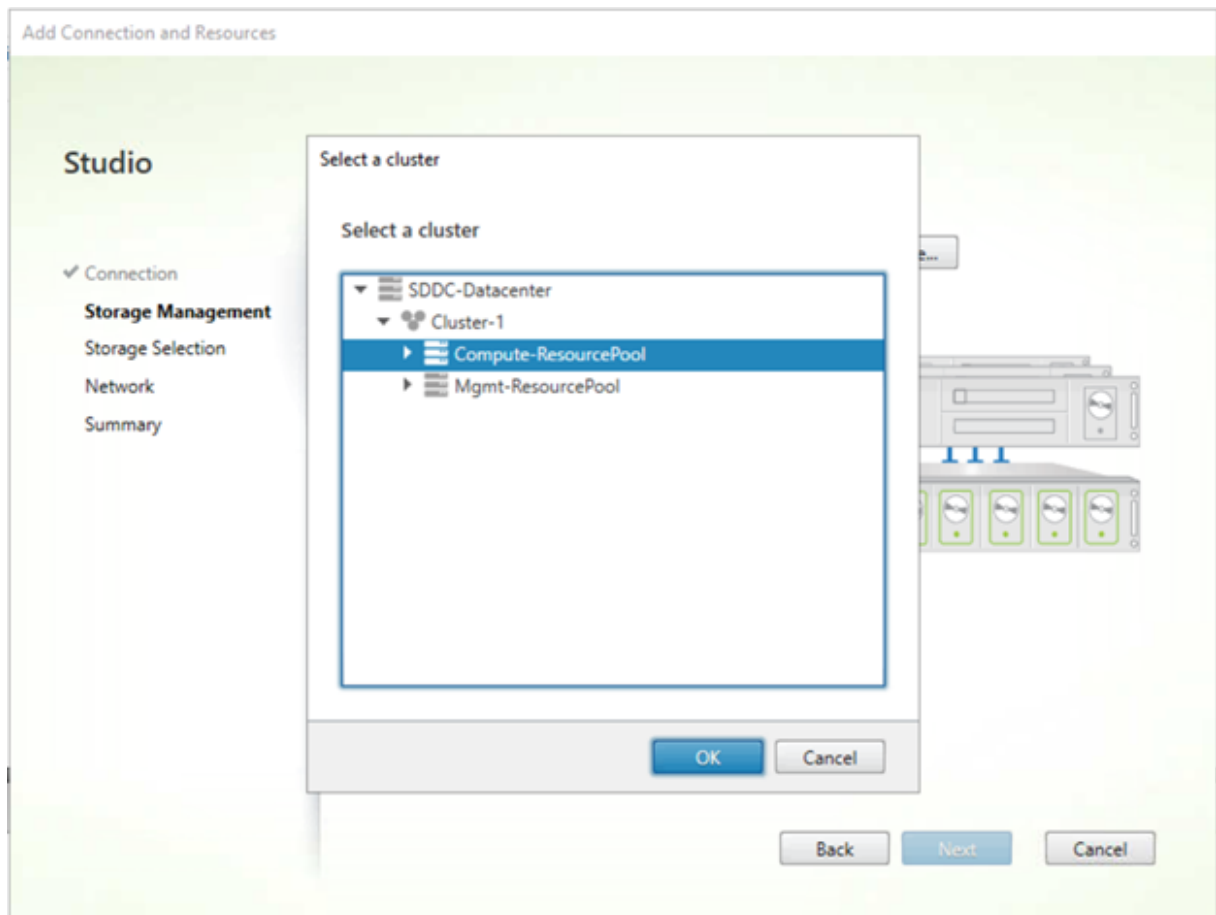 Add Connection and Resources
Studio
Connection
Storage Management
Storage Selection
Network
Summary
Select a cluster
Select a cluster
SDDC-Datacenter
Cluster-1
Compute-ResourcePool
Mgmt-ResourcePool
OK
Cancel
Back
Next
Cancel